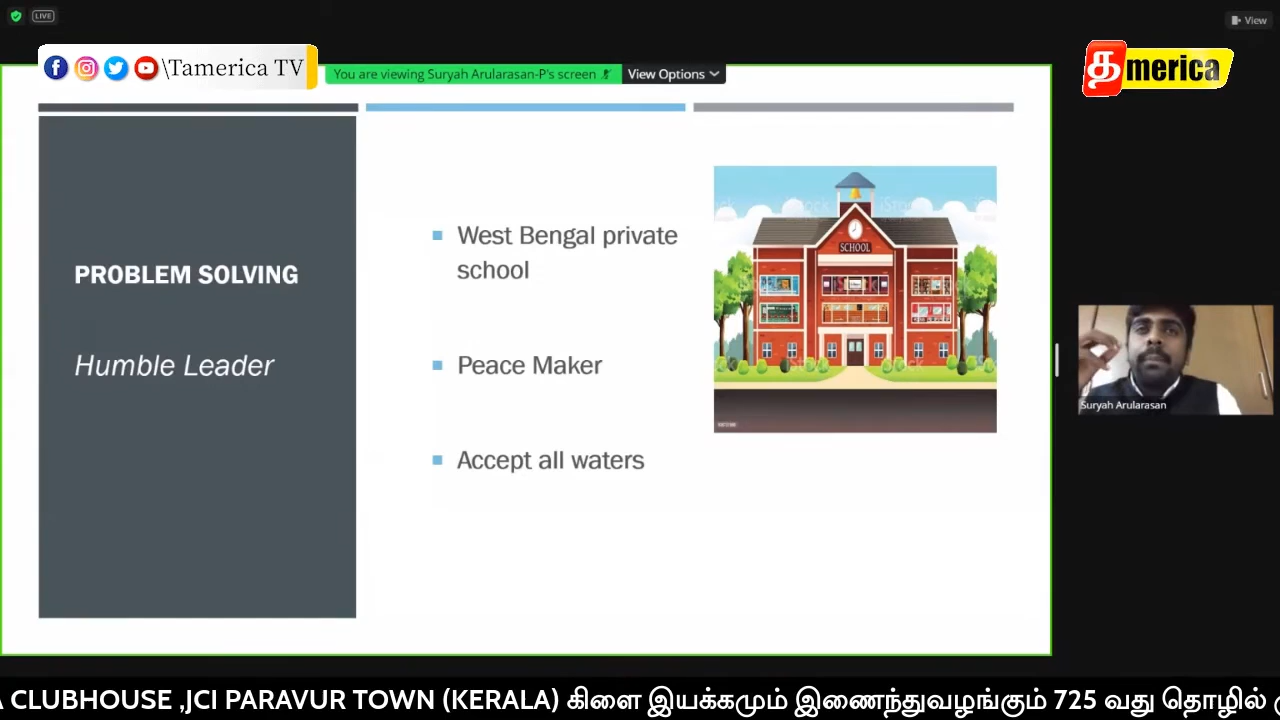 LIVE
View
\Tamerica TV
You are viewing Suryah Arularasan-P's screen
View Options
தmerica
PROBLEM SOLVING
Humble Leader
West Bengal private
school
Peace Maker
Accept all waters
SCHOOL
iStock
Suryah Arularasan
A CLUBHOUSE ,JCI PARAVUR TOWN (KERALA) கிளை இயக்கமும் இணைந்துவழங்கும் 725 வது தொழில்